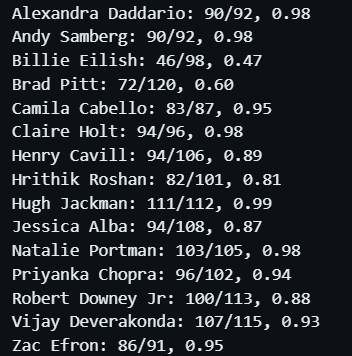 Alexandra Daddario: 90/92, 0.98
Andy Samberg: 90/92, 0.98
Billie Eilish: 46/98, 0.47
Brad Pitt: 72/120, 0.60
Camila Cabello: 83/87, 0.95
Claire Holt: 94/96, 0.98
Henry Cavill: 94/106, 0.89
Hrithik Roshan: 82/101, 0.81
Hugh Jackman: 111/112, 0.99
Jessica Alba: 94/108, 0.87
Natalie Portman: 103/105, 0.98
Priyanka Chopra: 96/102, 0.94
Robert Downey Jr: 100/113, 0.88
Vijay Deverakonda: 107/115, 0.93
Zac Efron: 86/91, 0.95